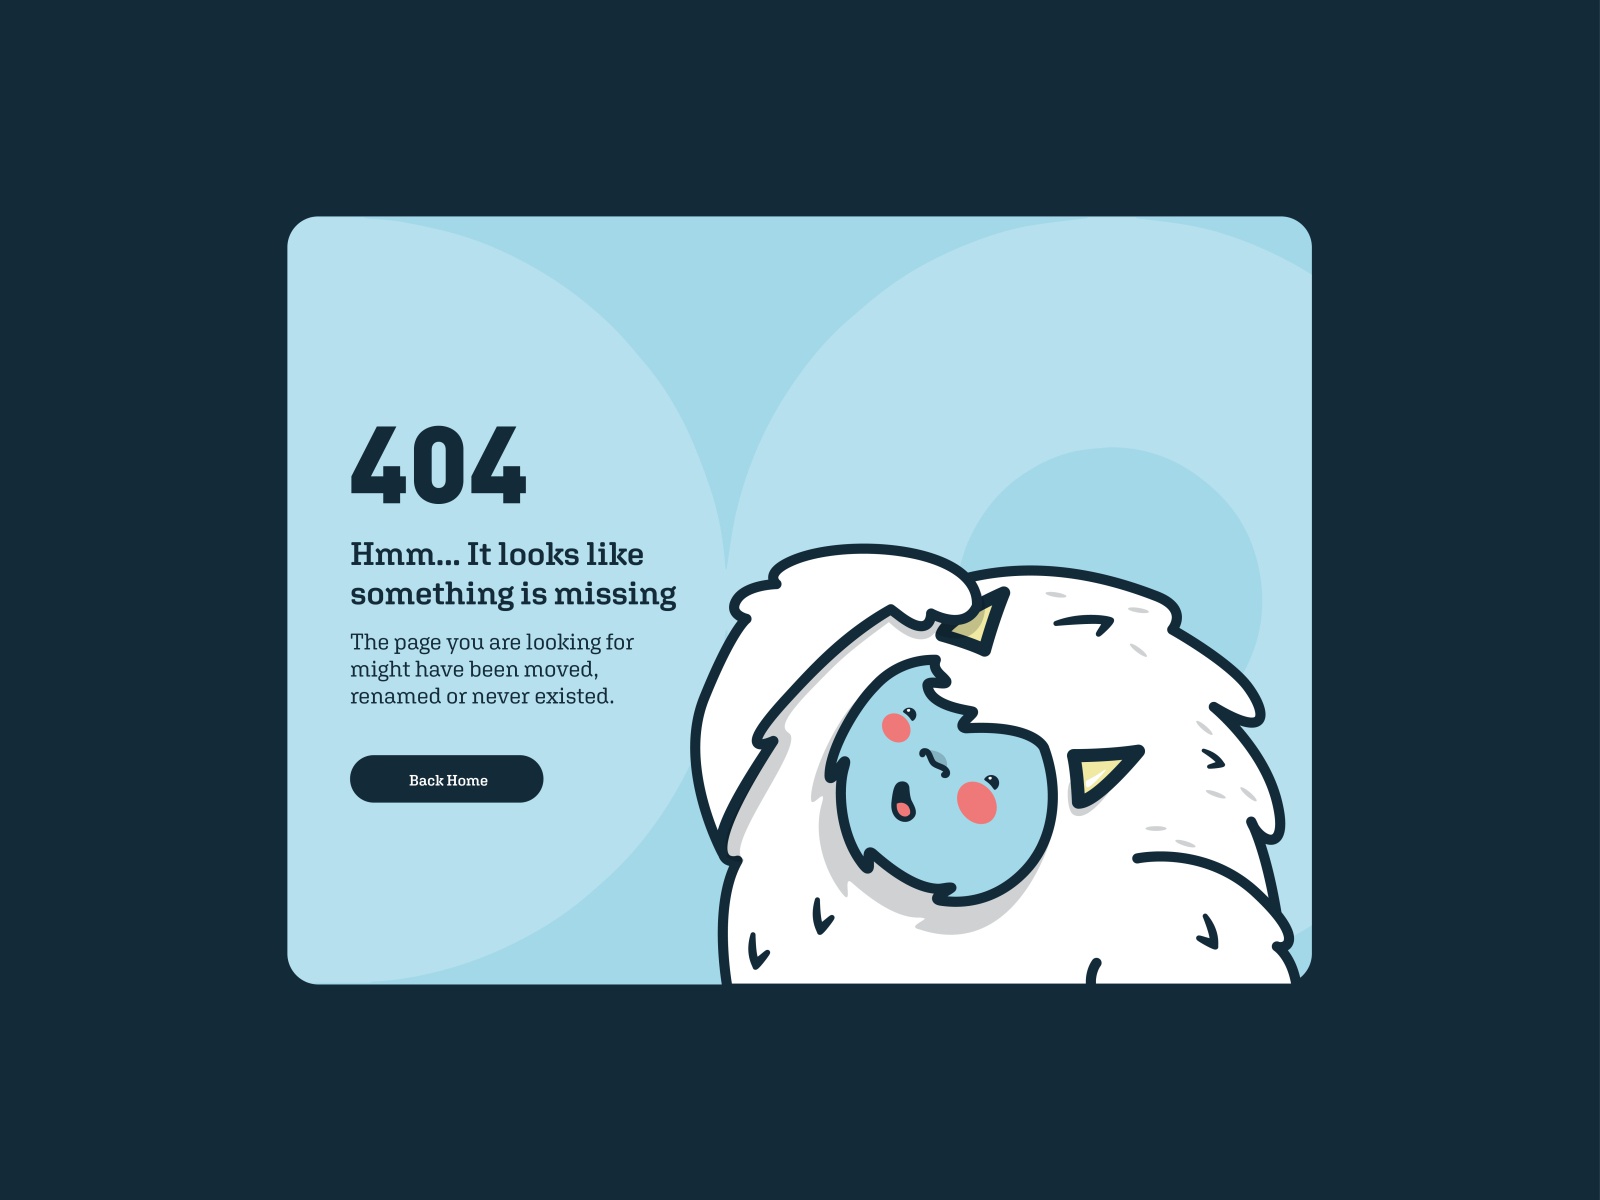 404
Hmm... It looks like
something is missing
The page you are looking for
might have been moved,
renamed or never existed.
Back Home